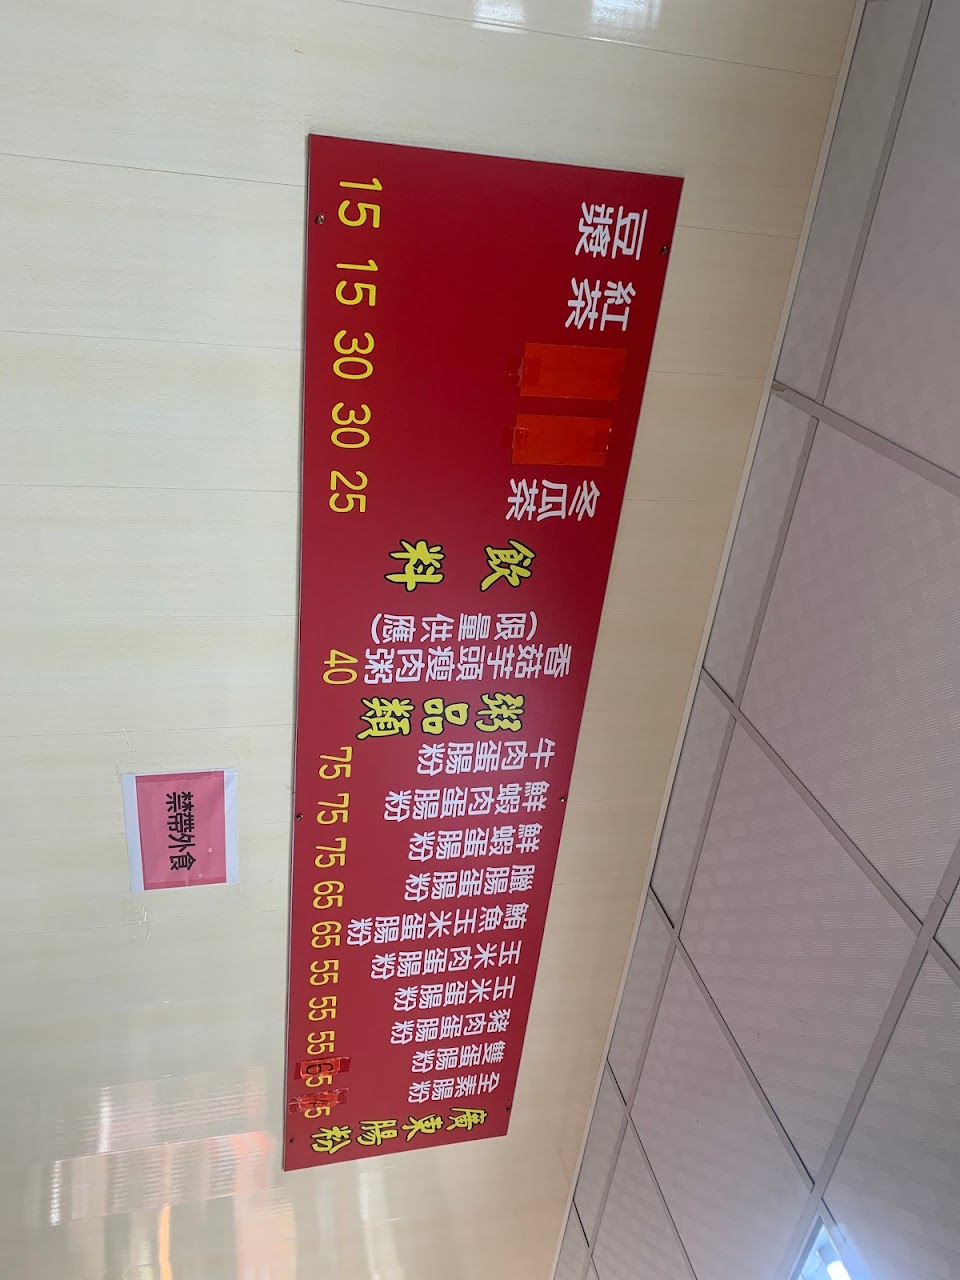 廣東腸粉
全素腸粉 45
雙蛋腸粉 65
豬肉蛋腸粉 55
玉米蛋腸粉 55
玉米肉蛋腸粉 55
鮪魚玉米蛋腸粉 65
臘腸蛋腸粉 65
鮮蝦蛋腸粉 75
鮮蝦肉蛋腸粉 75
牛肉蛋腸粉 75
粥品類
香菇芋頭瘦肉粥 40
(限量供應)
飲料
冬瓜茶 25
30
30
紅茶 15
豆漿 15
禁帶外食